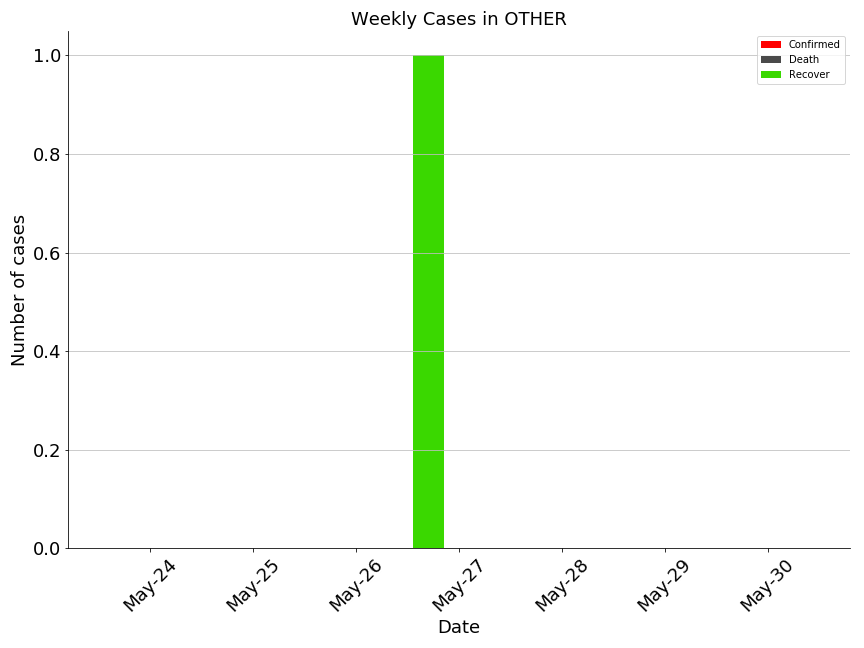 Weekly Cases in OTHER
Confirmed
Death
Recover
Number of cases
1.0
0.8
0.6
0.4
0.2
0.0
May-24
May-25
May-26
May-27
May-28
May-29
May-30
Date